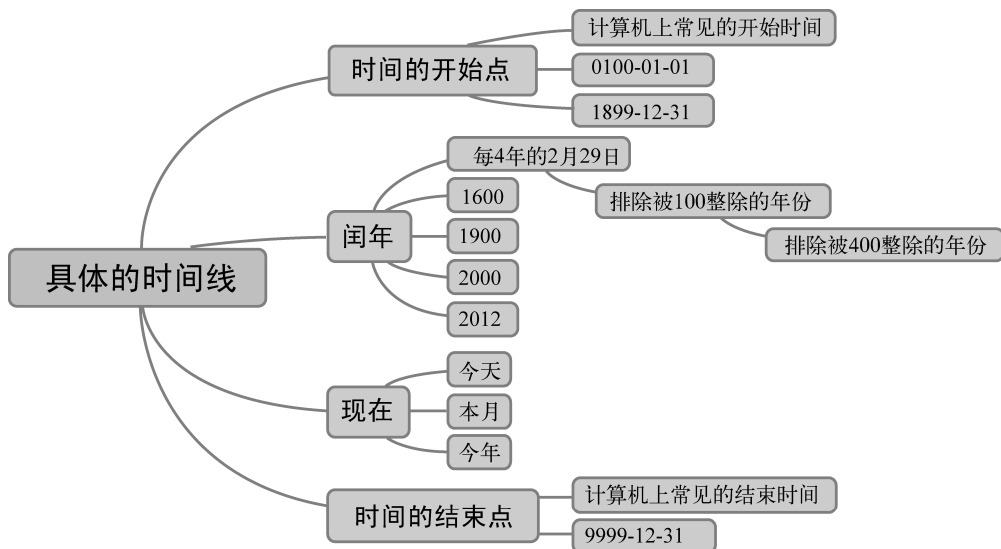 具体的时间线
时间的开始点
计算机上常见的开始时间
0100-01-01
1899-12-31
闰年
每4年的2月29日
排除被100整除的年份
排除被400整除的年份
1600
1900
2000
2012
现在
今天
本月
今年
时间的结束点
计算机上常见的结束时间
9999-12-31